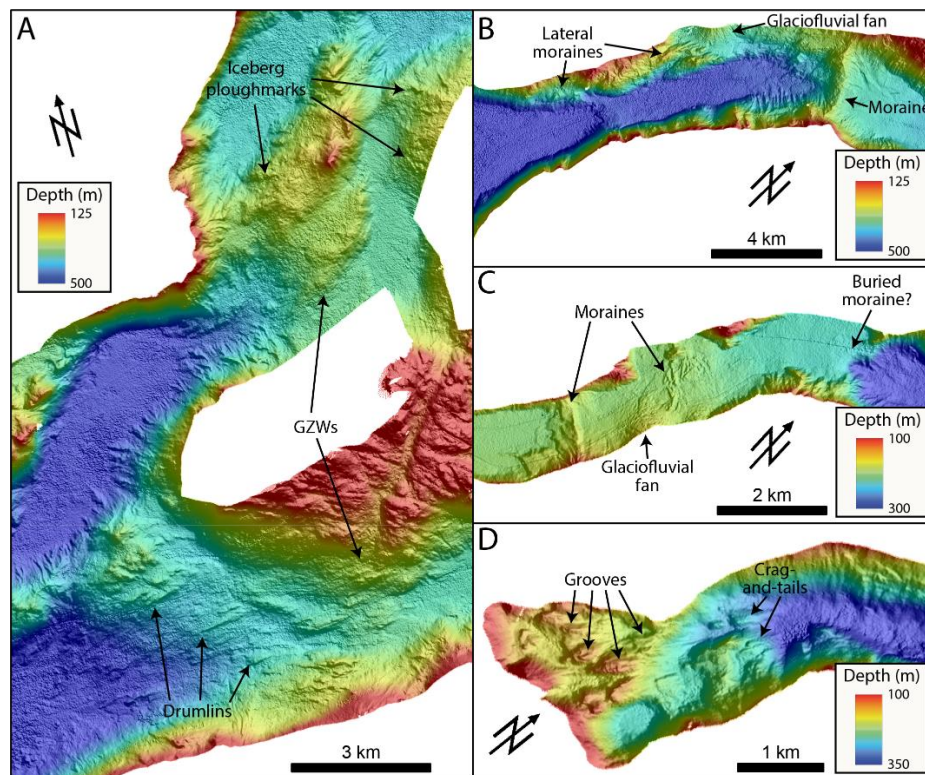 A
Iceberg
ploughmarks
Depth (m)
125
500
GZWs
Drumlins
3 km
B
Glaciofluvial fan
Lateral
moraines
Moraine
Depth (m)
125
500
4 km
C
Buried
moraine?
Moraines
Glaciofluvial
fan
Depth (m)
100
300
2 km
D
Crag-
and-tails
Grooves
Depth (m)
100
350
1 km